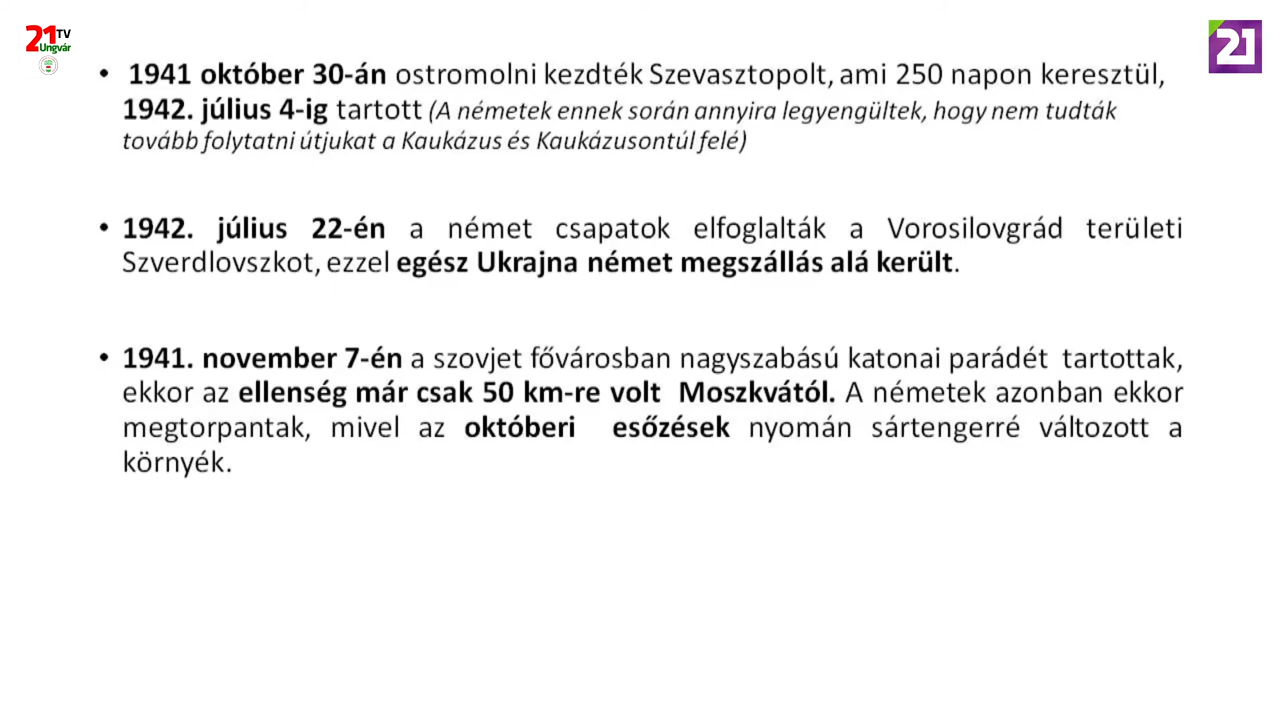 21 TV
Ungvár
21
• 1941 október 30-án ostromolni kezdték Szevasztopolt, ami 250 napon keresztül,
1942. július 4-ig tartott (A németek ennek során annyira legyengültek, hogy nem tudták
tovább folytatni útjukat a Kaukázus és Kaukázusontúl felé)
• 1942. július 22-én a német csapatok elfoglalták a Vorosilovgrád területi
Szverdlovszkot, ezzel egész Ukrajna német megszállás alá került.
• 1941. november 7-én a szovjet fővárosban nagyszabású katonai parádét tartottak,
ekkor az ellenség már csak 50 km-re volt Moszkvától. A németek azonban ekkor
megtorpantak, mivel az októberi esőzések nyomán sártengerré változott a
környék.